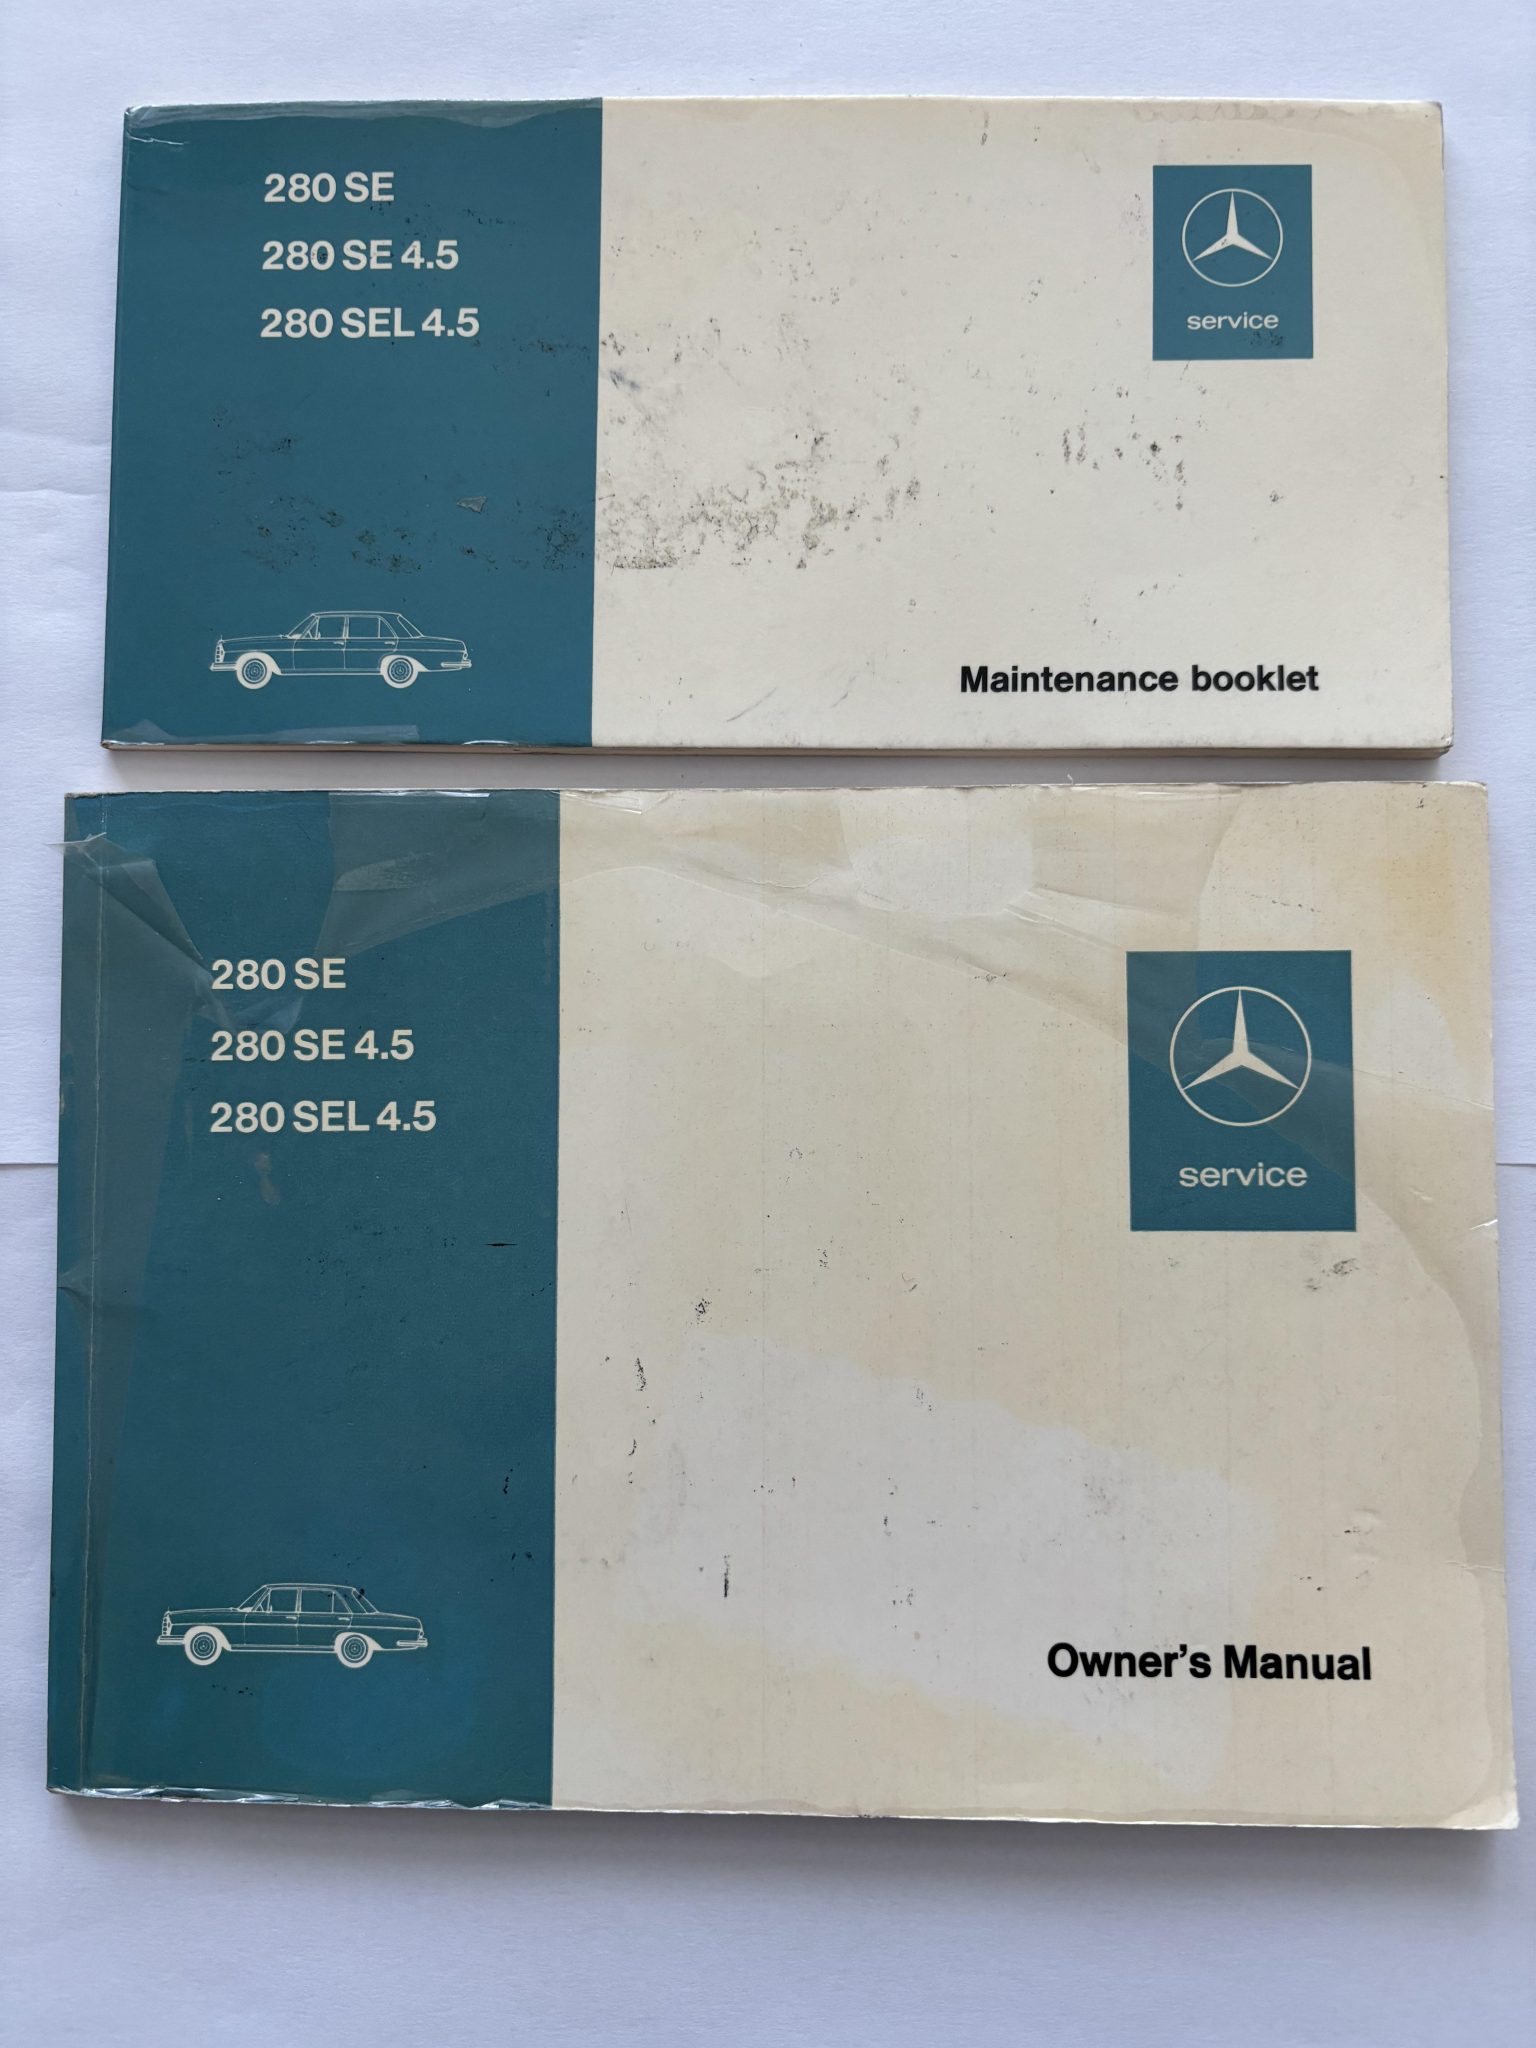 280 SE
280 SE 4.5
280 SEL 4.5
service
Maintenance booklet
280 SE
280 SE 4.5
280 SEL 4.5
service
Owner's Manual